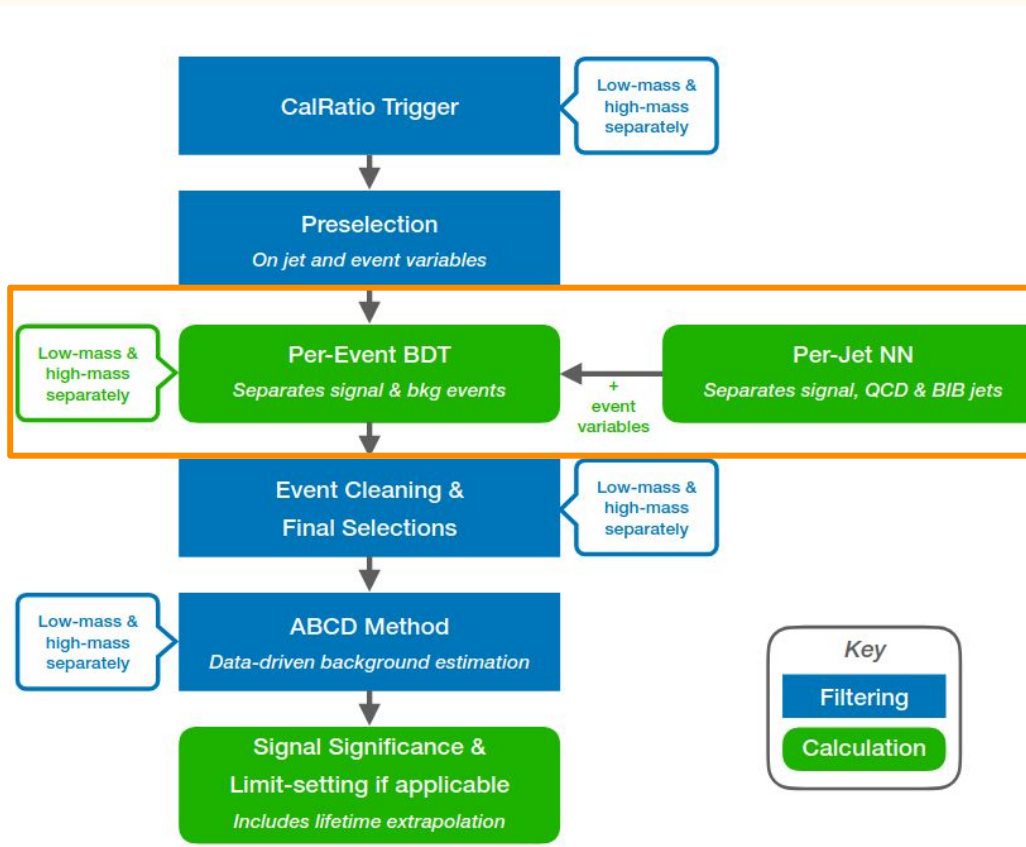 CalRatio Trigger
Low-mass &
high-mass
separately
Preselection
On jet and event variables
Low-mass &
high-mass
separately
Per-Event BDT
Separates signal & bkg events
+
event
variables
Per-Jet NN
Separates signal, QCD & BIB jets
Event Cleaning &
Final Selections
Low-mass &
high-mass
separately
Low-mass &
high-mass
separately
ABCD Method
Data-driven background estimation
Signal Significance &
Limit-setting if applicable
Includes lifetime extrapolation
Key
Filtering
Calculation